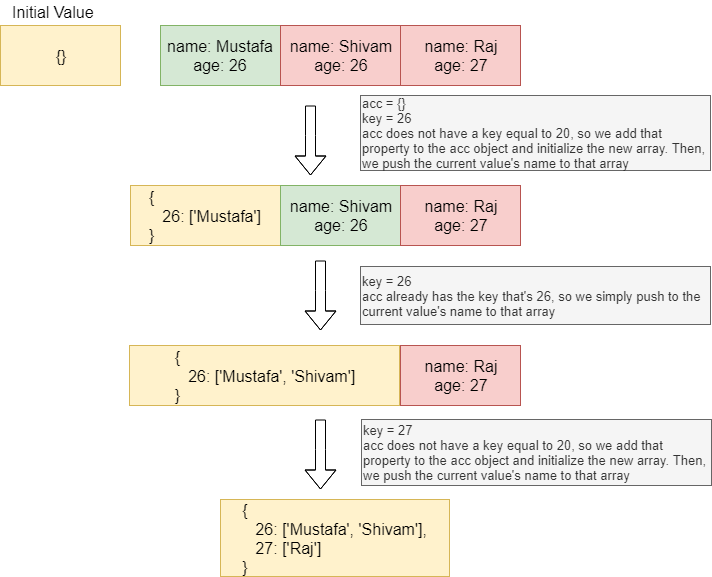 Initial Value
{}
name: Mustafa
age: 26
name: Shivam
age: 26
name: Raj
age: 27
acc = {}
key = 26
acc does not have a key equal to 20, so we add that
property to the acc object and initialize the new array. Then,
we push the current value's name to that array
{
26: ['Mustafa']
}
name: Shivam
age: 26
name: Raj
age: 27
key = 26
acc already has the key that's 26, so we simply push to the
current value's name to that array
{
26: ['Mustafa', 'Shivam']
}
name: Raj
age: 27
key = 27
acc does not have a key equal to 20, so we add that
property to the acc object and initialize the new array. Then,
we push the current value's name to that array
{
26: ['Mustafa', 'Shivam'],
27: ['Raj']
}